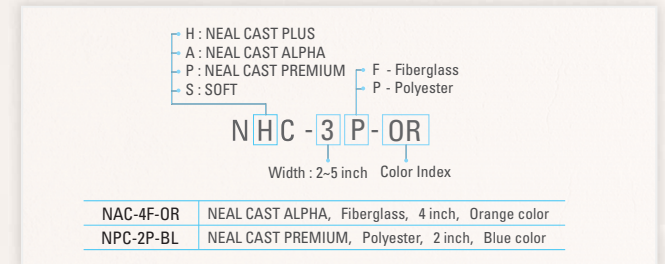 H : NEAL CAST PLUS
A : NEAL CAST ALPHA
P : NEAL CAST PREMIUM
S : SOFT
F - Fiberglass
P - Polyester
NHC - 3 P - OR
Width : 2~5 inch Color Index
NAC-4F-OR NEAL CAST ALPHA, Fiberglass, 4 inch, Orange color
NPC-2P-BL NEAL CAST PREMIUM, Polyester, 2 inch, Blue color